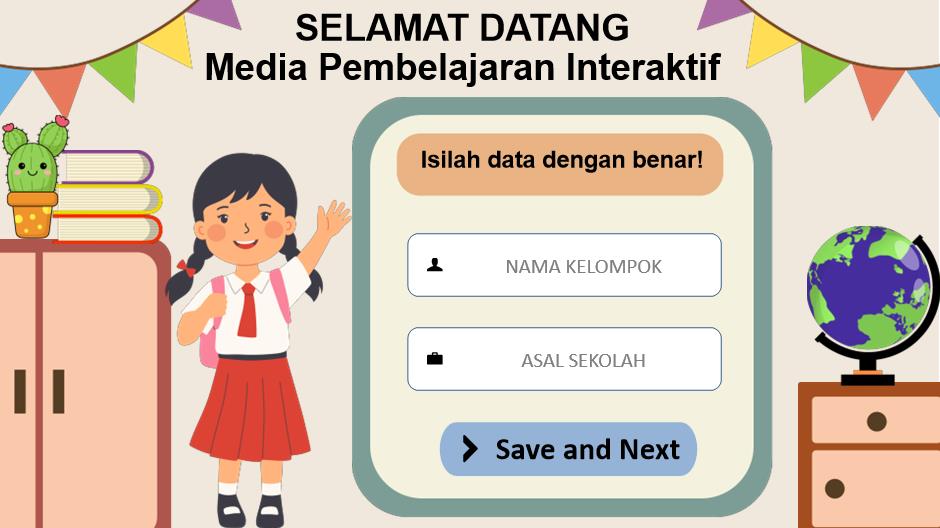 SELAMAT DATANG
Media Pembelajaran Interaktif
Isilah data dengan benar!
NAMA KELOMPOK
ASAL SEKOLAH
Save and Next